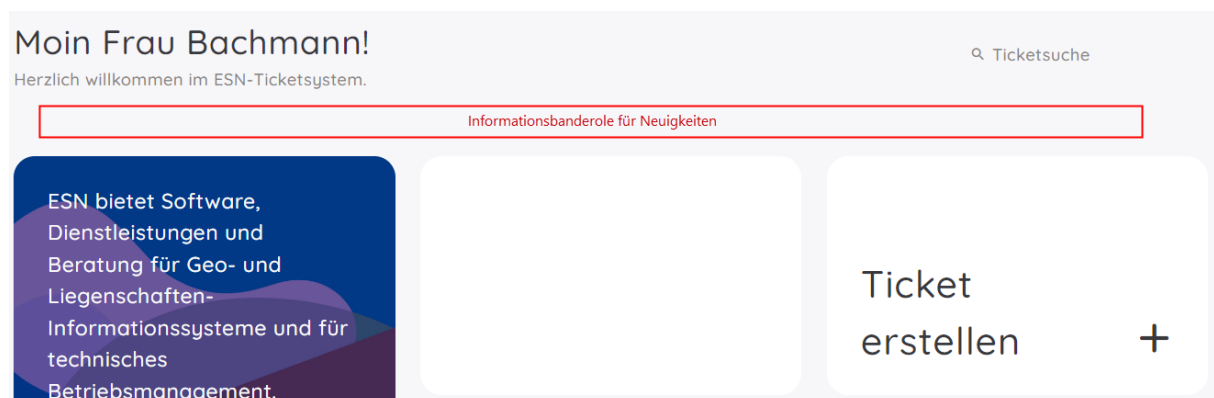 Moin Frau Bachmann!
Herzlich willkommen im ESN-Ticketsystem.
Ticketsuche
Informationsbanderole für Neuigkeiten
ESN bietet Software,
Dienstleistungen und
Beratung für Geo- und
Liegenschaften-
Informationssysteme und für
technisches
Betriebsmanagement.
Ticket
erstellen +